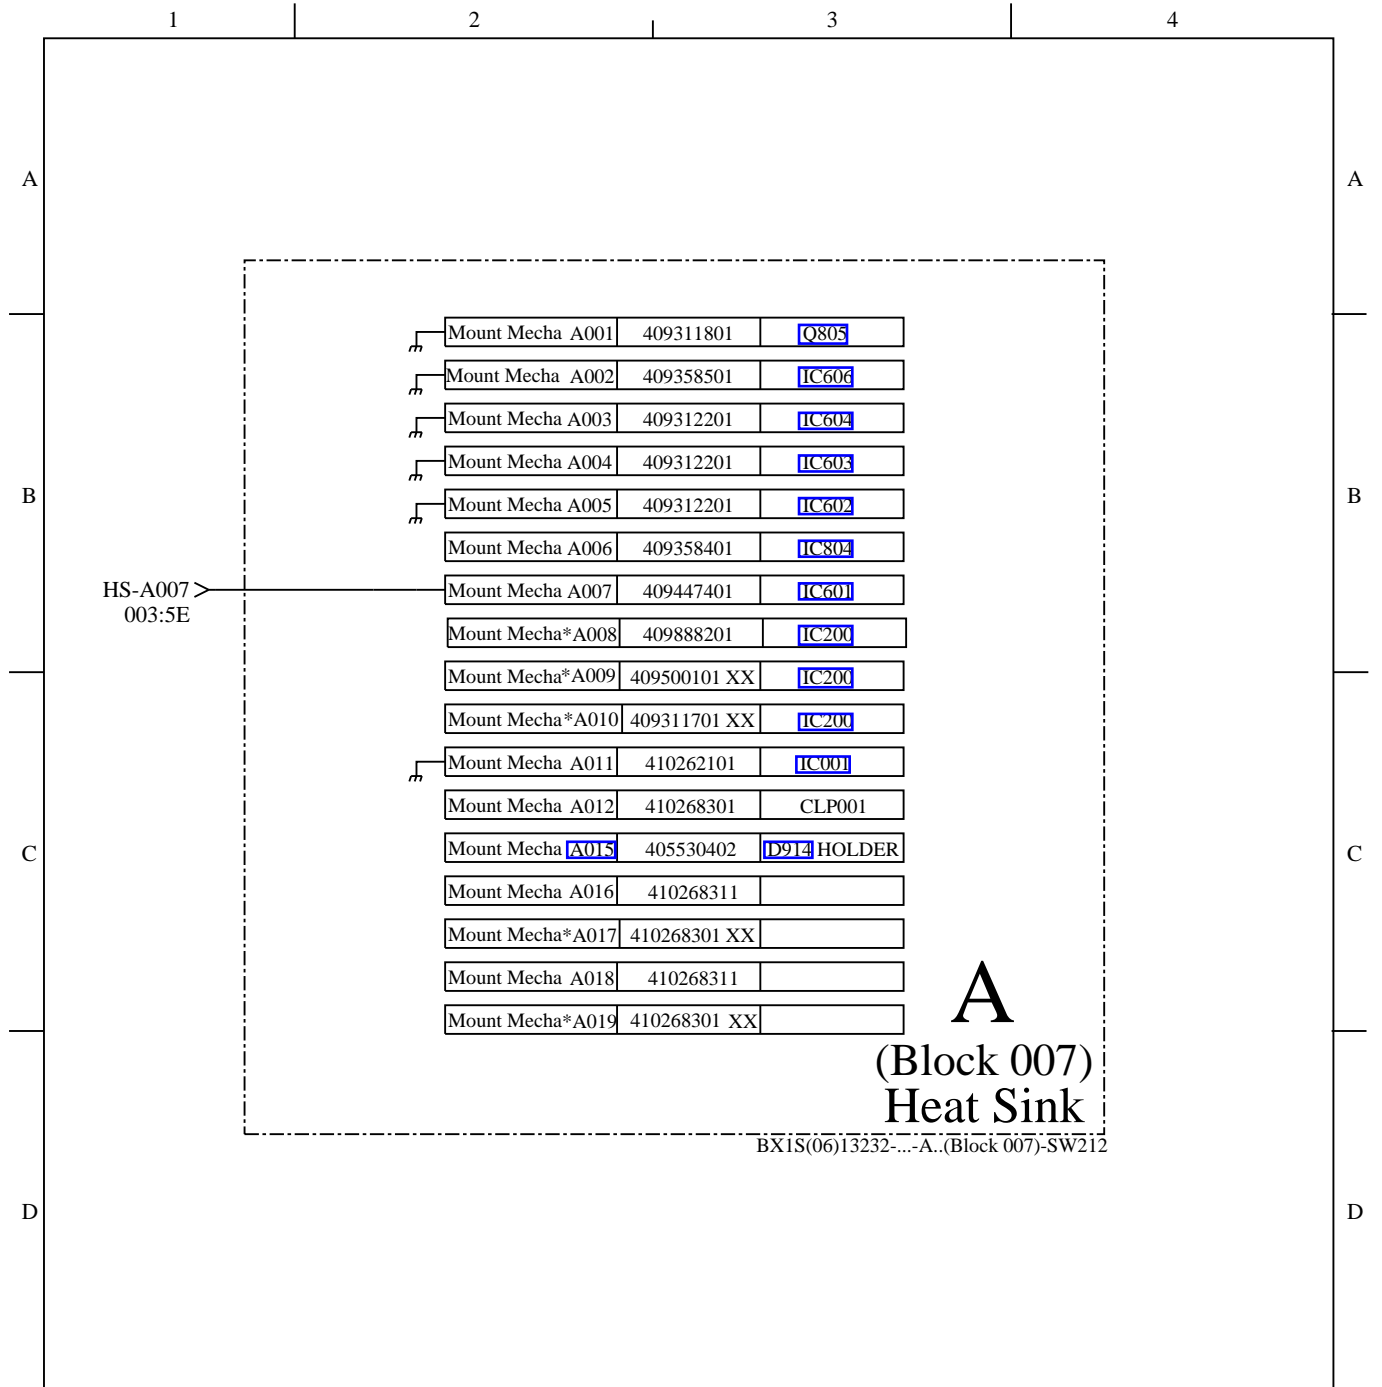 1 2 3 4
A A
Mount Mecha A001 409311801 Q805
Mount Mecha A002 409358501 IC606
Mount Mecha A003 409312201 IC604
Mount Mecha A004 409312201 IC603
B B
Mount Mecha A005 409312201 IC602
Mount Mecha A006 409358401 IC804
HS-A007 Mount Mecha A007 409447401 IC601
003:5E
Mount Mecha*A008 409888201 IC200
Mount Mecha*A009 409500101 XX IC200
Mount Mecha*A010 409311701 XX IC200
Mount Mecha A011 410262101 IC001
Mount Mecha A012 410268301 CLP001
C Mount Mecha A015 405530402 D914 HOLDER C
Mount Mecha A016 410268311
Mount Mecha*A017 410268301 XX
Mount Mecha A018 410268311
Mount Mecha*A019 410268301 XX
A
(Block 007)
Heat Sink
BX1S(06)13232-...-A..(Block 007)-SW212
D D